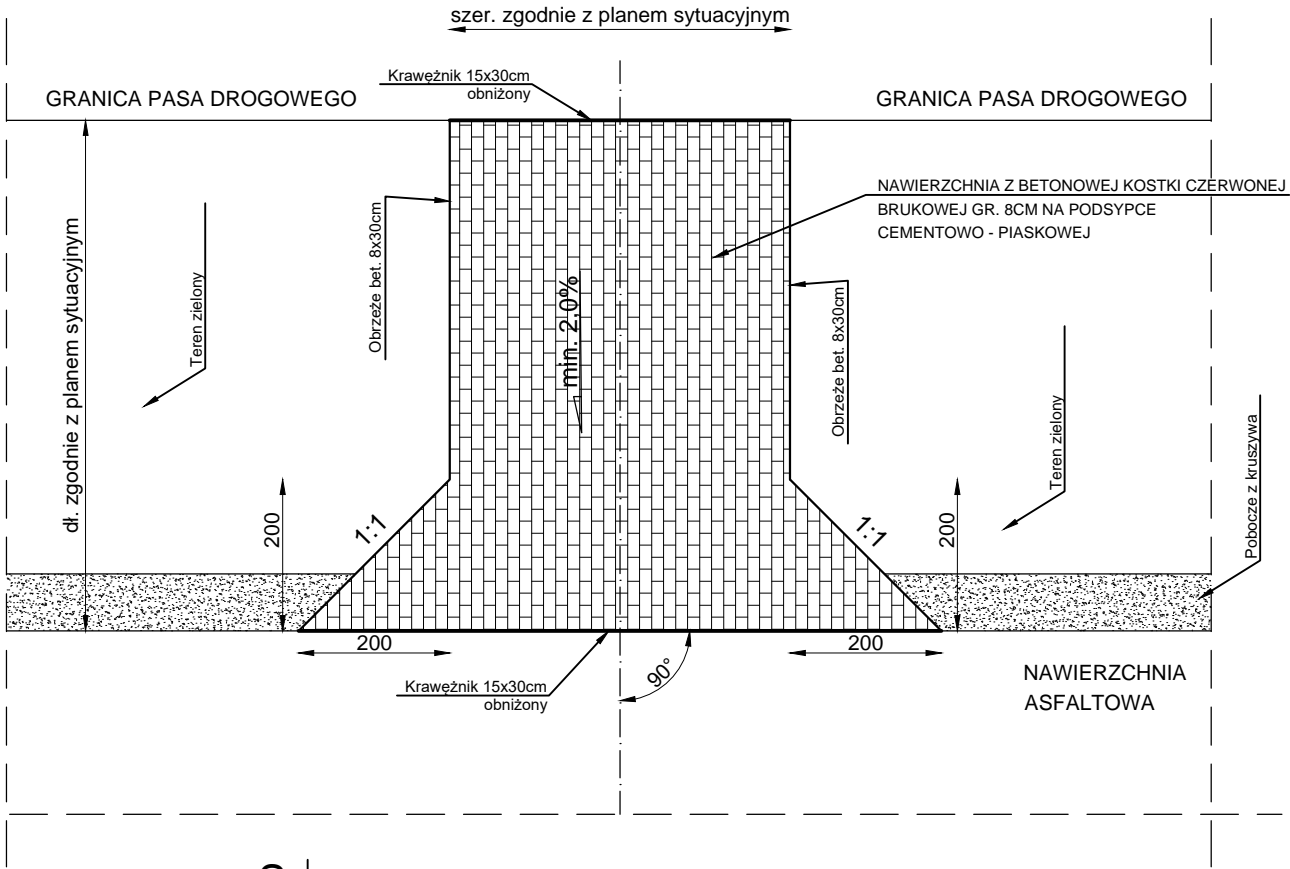 szer. zgodnie z planem sytuacyjnym
Krawężnik 15x30cm
obniżony
GRANICA PASA DROGOWEGO
GRANICA PASA DROGOWEGO
NAWIERZCHNIA Z BETONOWEJ KOSTKI CZERWONEJ
BRUKOWEJ GR. 8CM NA PODSYPCE
CEMENTOWO - PIASKOWEJ
dł. zgodnie z planem sytuacyjnym
Teren zielony
Obrzeże bet. 8x30cm
min. 2,0%
Obrzeże bet. 8x30cm
Teren zielony
Pobocze z kruszywa
200
1:1
1:1
200
200
200
Krawężnik 15x30cm
obniżony
90°
NAWIERZCHNIA
ASFALTOWA